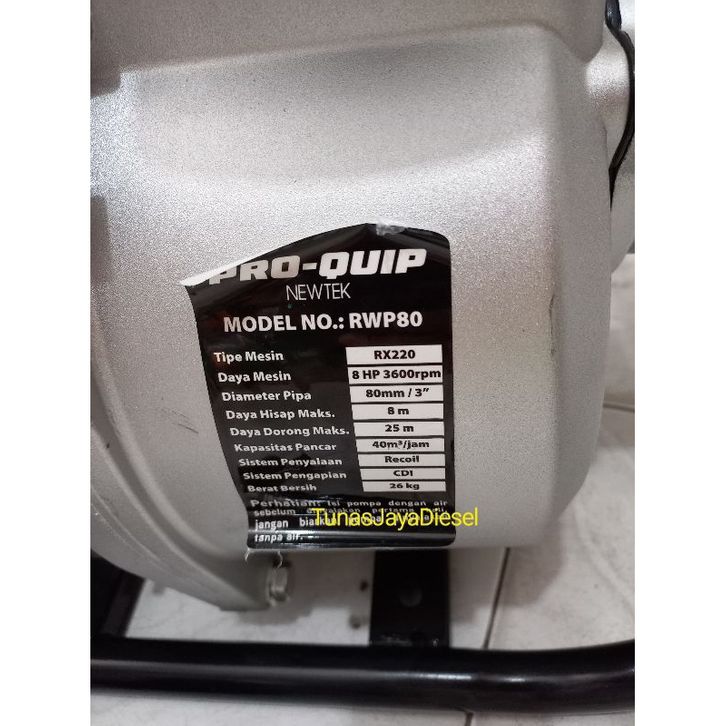 PRO-QUIP
NEWTEK
MODEL NO.: RWP80
Tipe Mesin RX220
Daya Mesin 8 HP 3600rpm
Diameter Pipa 80mm / 3"
Daya Hisap Maks. 8 m
Daya Dorong Maks. 25 m
Kapasitas Pancar 40m³/jam
Sistem Penyalaan Recoil
Sistem Pengapian CDI
Berat Bersih 26 kg
Perhatian: Isi pompa dengan air
sebelum pertama
jangan
tanpa air.
TunasJayaDiesel